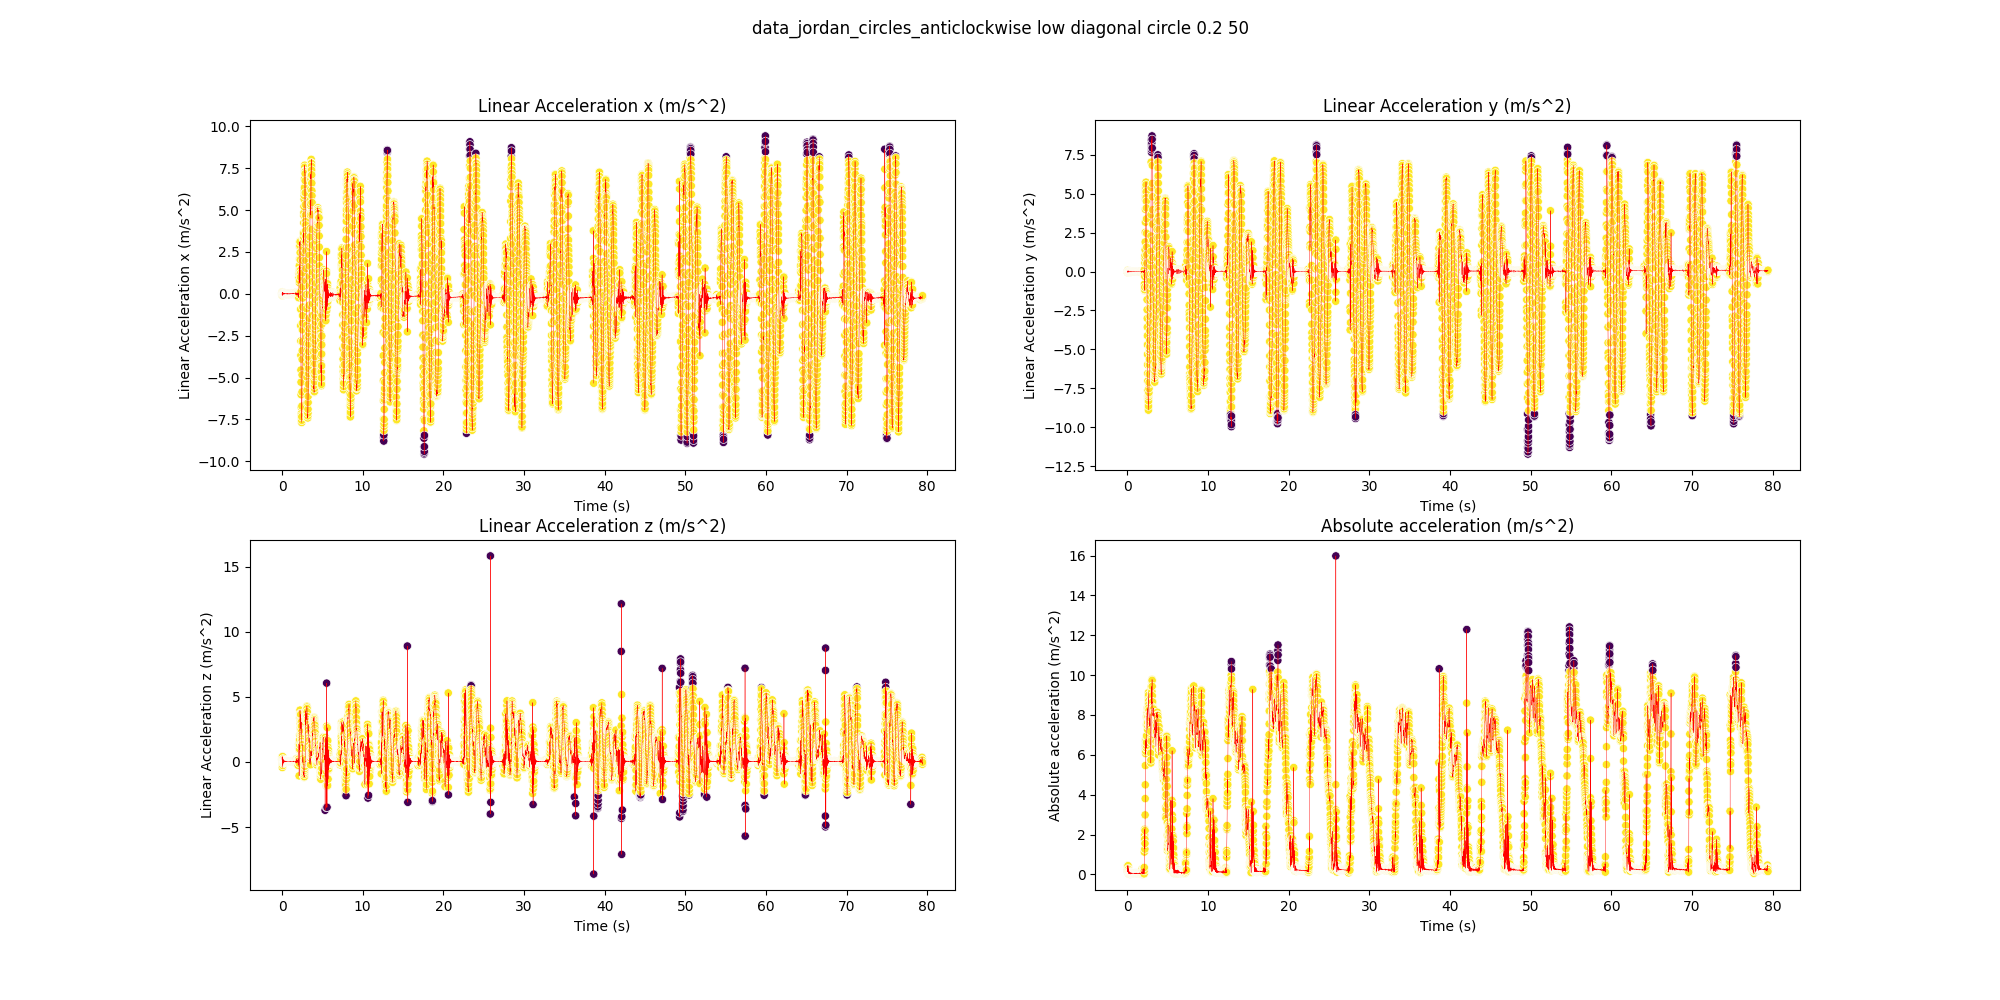 data_jordan_circles_anticlockwise low diagonal circle 0.2 50
Linear Acceleration x (m/s^2)
Linear Acceleration x (m/s^2)
10.0
7.5
5.0
2.5
0.0
−2.5
−5.0
−7.5
−10.0
0 10 20 30 40 50 60 70 80
Time (s)
Linear Acceleration y (m/s^2)
Linear Acceleration y (m/s^2)
7.5
5.0
2.5
0.0
−2.5
−5.0
−7.5
−10.0
−12.5
0 10 20 30 40 50 60 70 80
Time (s)
Linear Acceleration z (m/s^2)
Linear Acceleration z (m/s^2)
15
10
5
0
−5
0 10 20 30 40 50 60 70 80
Time (s)
Absolute acceleration (m/s^2)
Absolute acceleration (m/s^2)
16
14
12
10
8
6
4
2
0
0 10 20 30 40 50 60 70 80
Time (s)